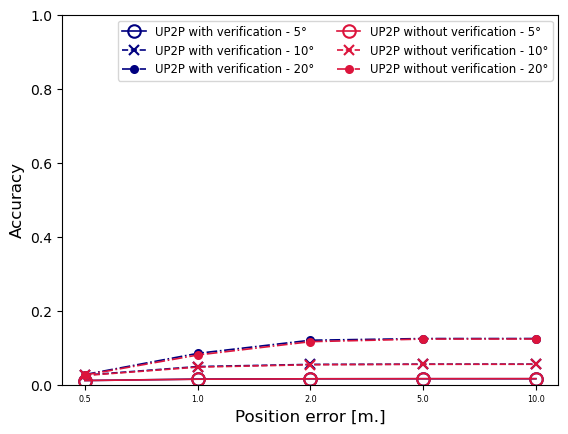 UP2P with verification - 5°
UP2P with verification - 10°
UP2P with verification - 20°
UP2P without verification - 5°
UP2P without verification - 10°
UP2P without verification - 20°
1.0
0.8
0.6
0.4
0.2
0.0
Accuracy
0.5 1.0 2.0 5.0 10.0
Position error [m.]